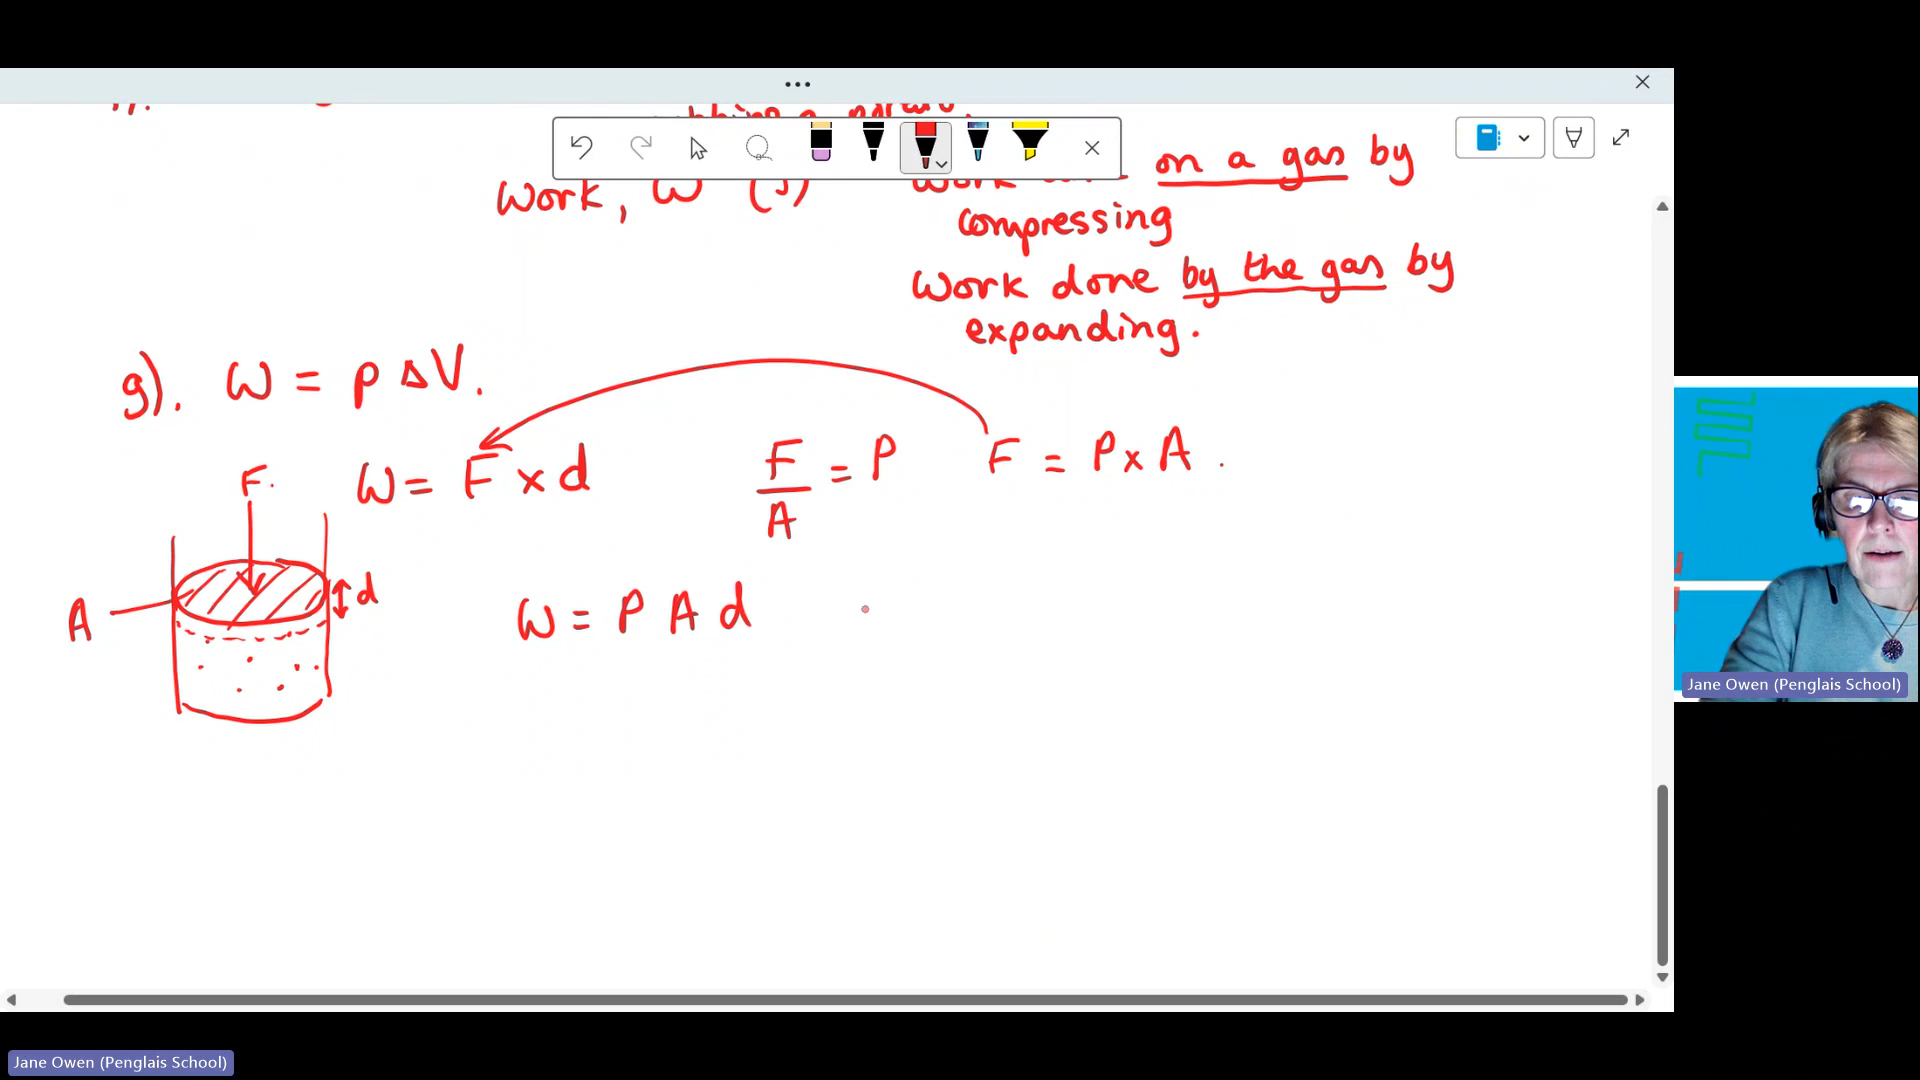 Work, W (J)
on a gas by
compressing
Work done by the gas by
expanding.
g). W = p ΔV.
F.
W = F x d
F/A = P
F = P x A .
A
d
W = P A d
Jane Owen (Penglais School)
Jane Owen (Penglais School)